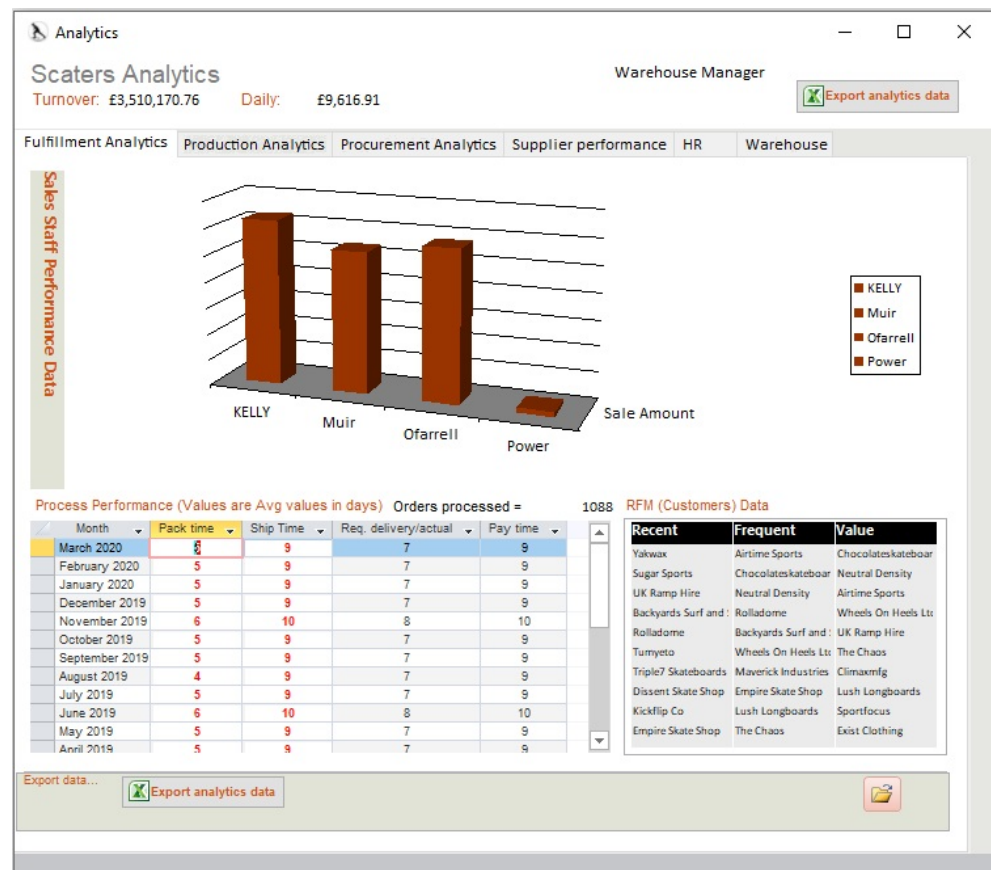 Analytics
Scaters Analytics
Warehouse Manager
Turnover: £3,510,170.76 Daily: £9,616.91
Export analytics data
Fulfillment Analytics Production Analytics Procurement Analytics Supplier performance HR Warehouse
Sales Staff Performance Data
KELLY
Muir
Ofarrell
Power
Sale Amount
KELLY
Muir
Ofarrell
Power
Process Performance (Values are Avg values in days) Orders processed = 1088
Month Pack time Ship Time Req. delivery/actual Pay time
March 2020 9 7 9
February 2020 5 9 7 9
January 2020 5 9 7 9
December 2019 5 9 7 9
November 2019 6 10 8 10
October 2019 5 9 7 9
September 2019 5 9 7 9
August 2019 4 9 7 9
July 2019 5 9 7 9
June 2019 6 10 8 10
May 2019 5 9 7 9
April 2019 5 9 7 9
RFM (Customers) Data
Recent Frequent Value
Yakwax Airtime Sports Chocolateskateboar
Sugar Sports Chocolateskateboar Neutral Density
UK Ramp Hire Neutral Density Airtime Sports
Backyards Surf and Rolladome Wheels On Heels Ltd
Rolladome Backyards Surf and UK Ramp Hire
Tumyeto Wheels On Heels Ltd The Chaos
Triple7 Skateboards Maverick Industries Climaxmfg
Dissent Skate Shop Empire Skate Shop Lush Longboards
Kickflip Co Lush Longboards Sportfocus
Empire Skate Shop The Chaos Exist Clothing
Export data...
Export analytics data